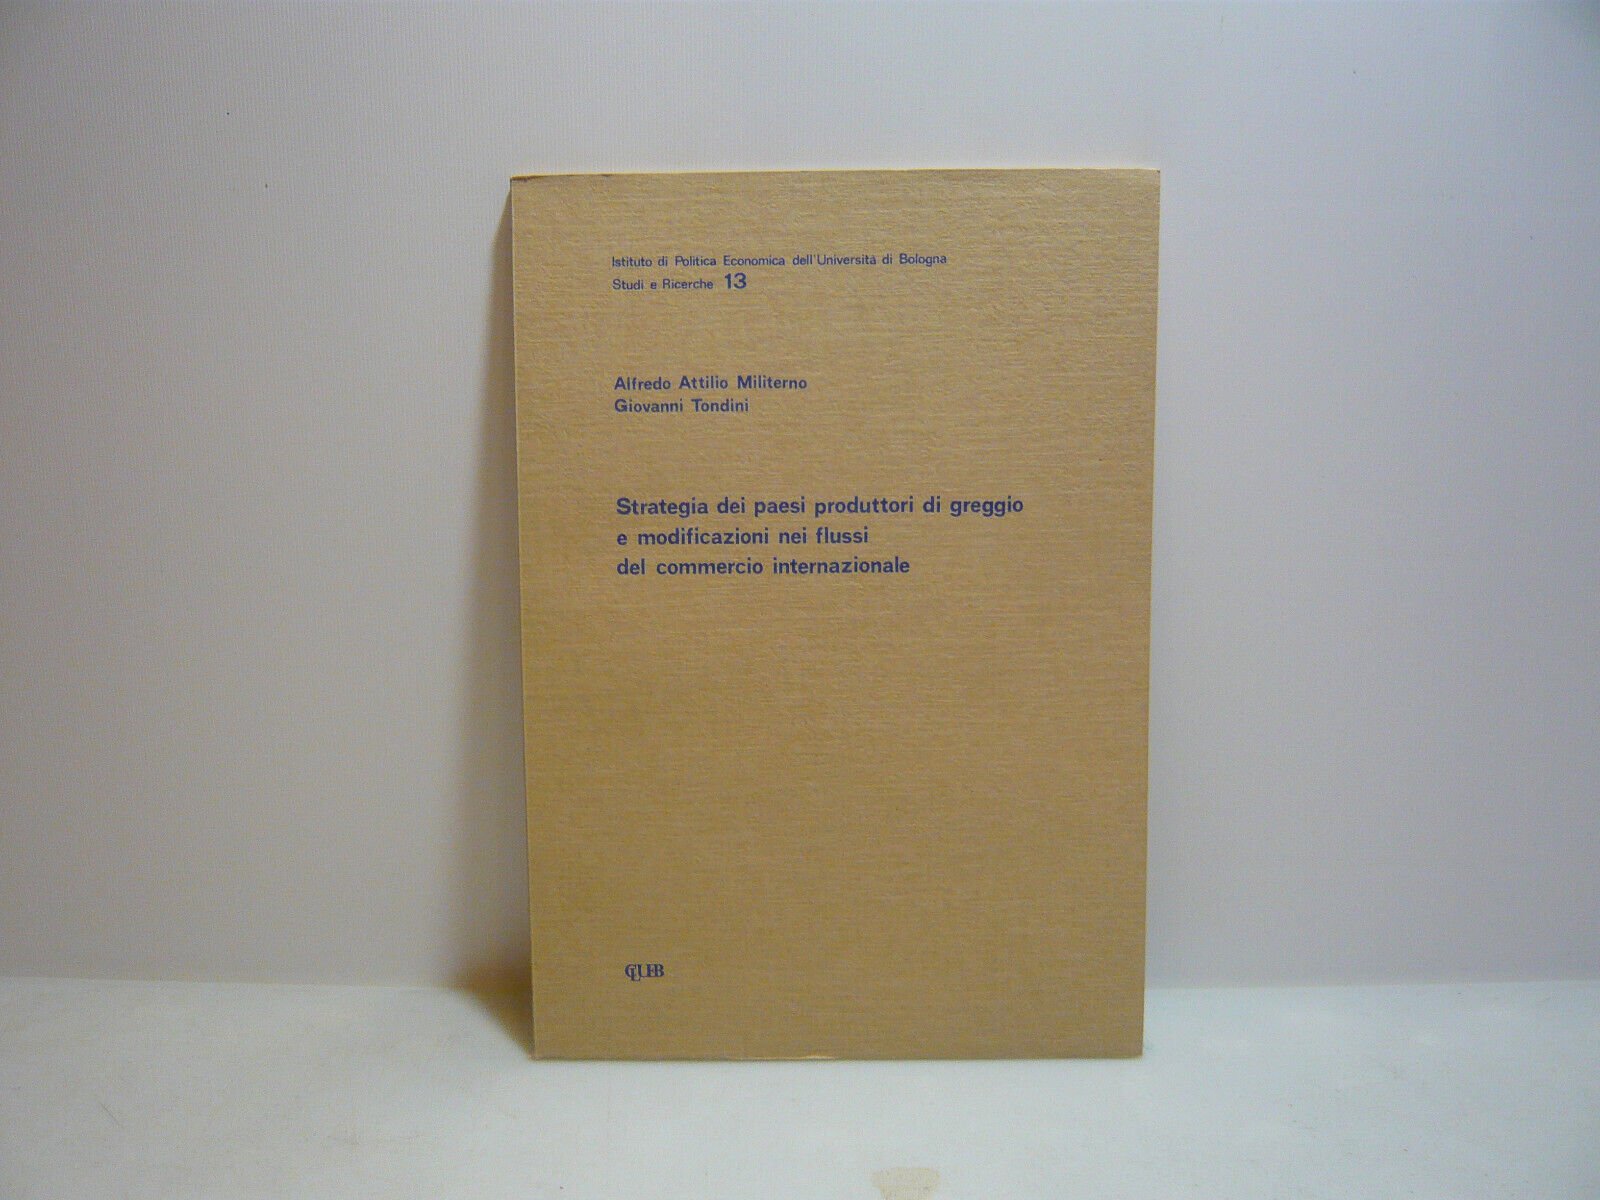 Istituto di Politica Economica dell'Università di Bologna
Studi e Ricerche 13
Alfredo Attilio Militerno
Giovanni Tondini
Strategia dei paesi produttori di greggio
e modificazioni nei flussi
del commercio internazionale
CLUEB